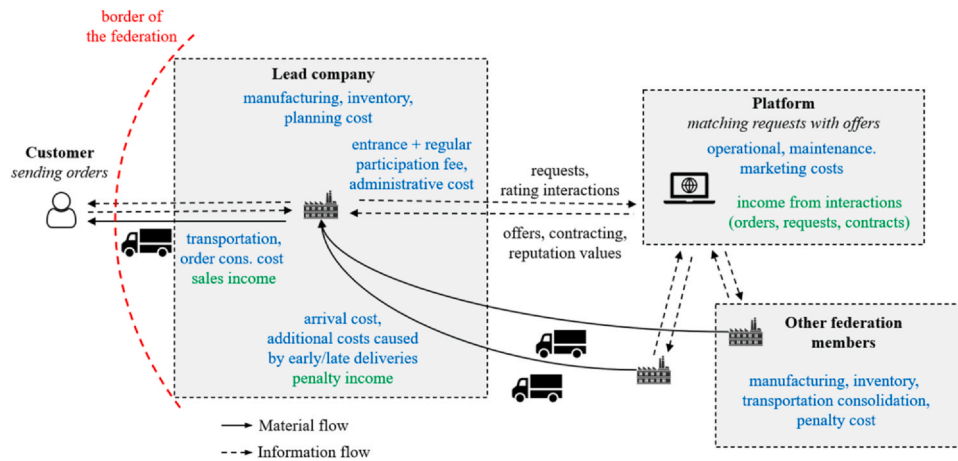 border of
the federation
Lead company
manufacturing, inventory,
planning cost
entrance + regular
participation fee,
administrative cost
Customer
sending orders
transportation,
order cons. cost
sales income
arrival cost,
additional costs caused
by early/late deliveries
penalty income
requests,
rating interactions
offers, contracting,
reputation values
Platform
matching requests with offers
operational, maintenance.
marketing costs
income from interactions
(orders, requests, contracts)
Other federation
members
manufacturing, inventory,
transportation consolidation,
penalty cost
Material flow
Information flow